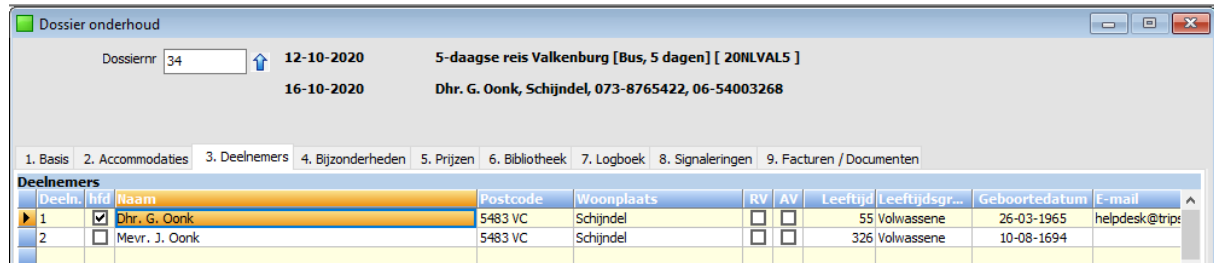 Dossier onderhoud
Dossiernr 34 12-10-2020 5-daagse reis Valkenburg [Bus, 5 dagen] [ 20NLVAL5 ]
16-10-2020 Dhr. G. Oonk, Schijndel, 073-8765422, 06-54003268
1. Basis 2. Accommodaties 3. Deelnemers 4. Bijzonderheden 5. Prijzen 6. Bibliotheek 7. Logboek 8. Signaleringen 9. Facturen / Documenten
Deelnemers
Deeln. hfd Naam Postcode Woonplaats RV AV Leeftijd Leeftijdsgr... Geboortedatum E-mail
1 Dhr. G. Oonk 5483 VC Schijndel 55 Volwassene 26-03-1965 helpdesk@trips
2 Mevr. J. Oonk 5483 VC Schijndel 326 Volwassene 10-08-1694